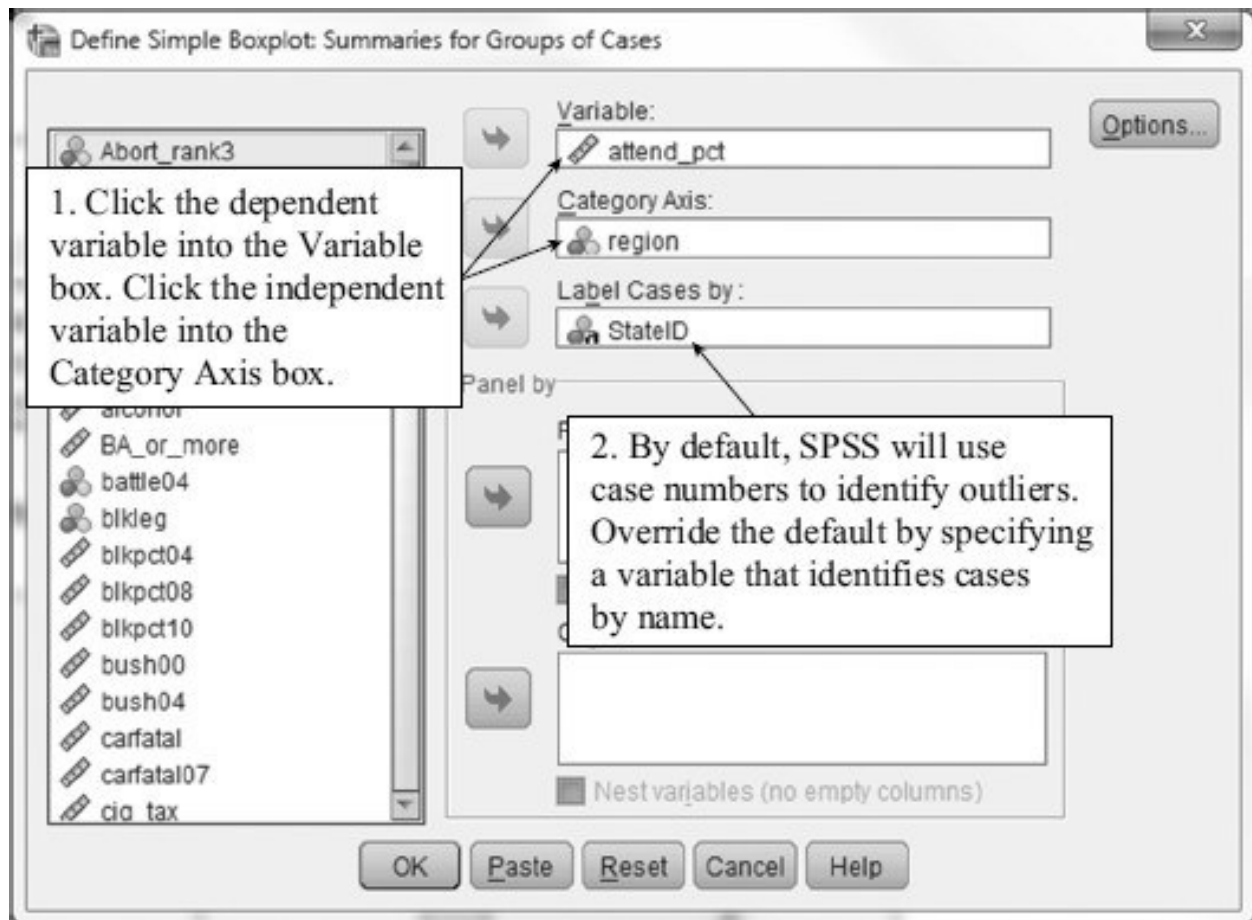 Define Simple Boxplot: Summaries for Groups of Cases
Variable:
attend_pct
Options...
Abort_rank3
Category Axis:
region
Label Cases by :
StateID
1. Click the dependent
variable into the Variable
box. Click the independent
variable into the
Category Axis box.
Panel by
2. By default, SPSS will use
case numbers to identify outliers.
Override the default by specifying
a variable that identifies cases
by name.
BA_or_more
battle04
blkleg
blkpct04
blkpct08
blkpct10
bush00
bush04
carfatal
carfatal07
cig_tax
Nest variables (no empty columns)
OK
Paste
Reset
Cancel
Help